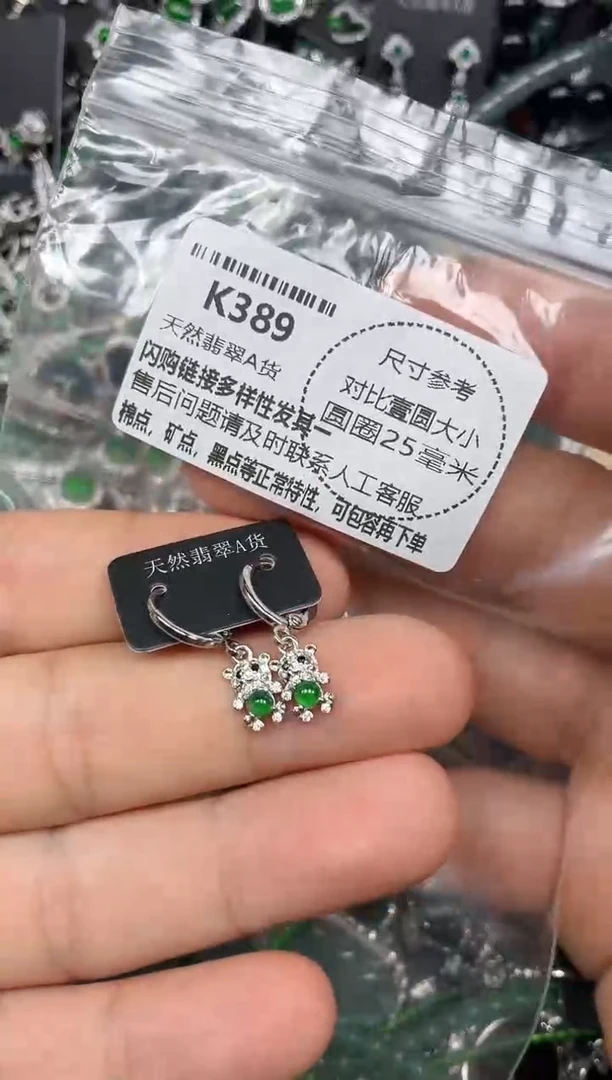 K389
天然翡翠A货
闪购链接多样性发其一
售后问题请及时联系人工客服
棉点，矿点，黑点等正常特性，可包容再下单
尺寸参考
对比壹圆大小
圆圈25毫米
天然翡翠A货